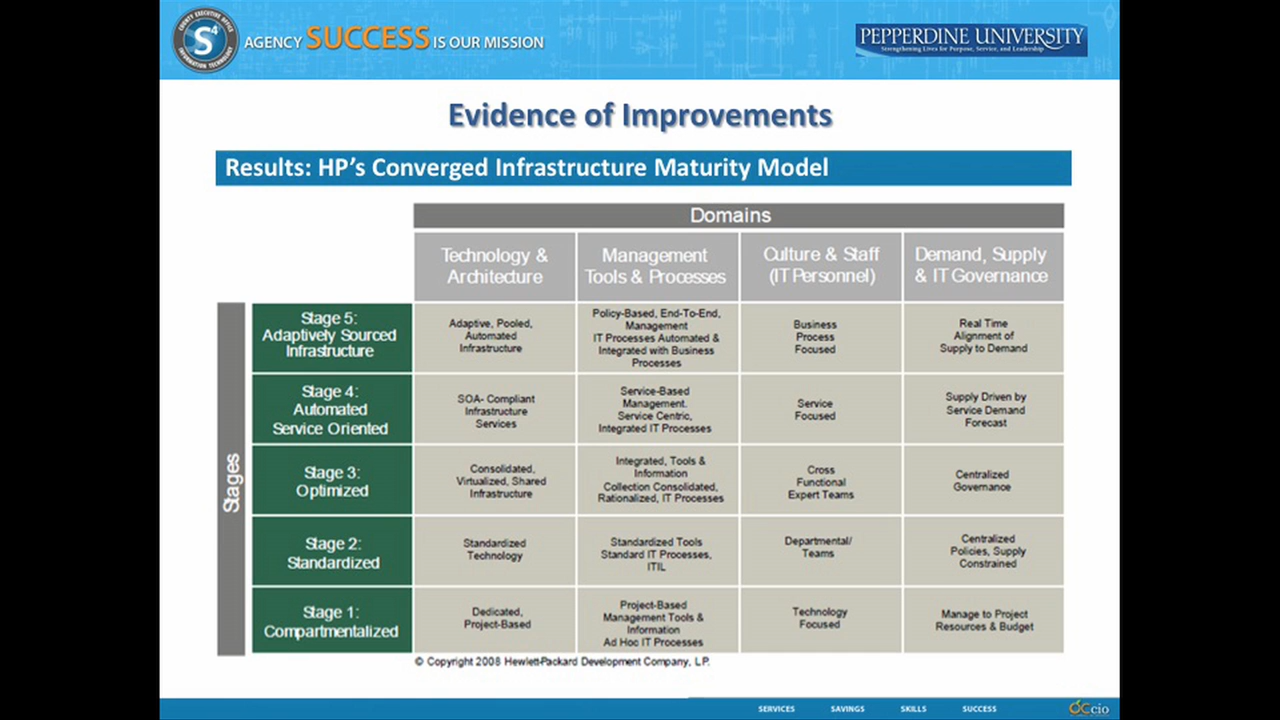 COUNTY EXECUTIVE OFFICE
INFORMATION TECHNOLOGY
S4
AGENCY SUCCESS IS OUR MISSION
PEPPERDINE UNIVERSITY
Strengthening Lives for Purpose, Service, and Leadership
Evidence of Improvements
Results: HP's Converged Infrastructure Maturity Model
Domains
Technology &
Architecture
Management
Tools & Processes
Culture & Staff
(IT Personnel)
Demand, Supply
& IT Governance
Stages
Stage 5:
Adaptively Sourced
Infrastructure
Adaptive, Pooled,
Automated
Infrastructure
Policy-Based, End-To-End,
Management
IT Processes Automated &
Integrated with Business
Processes
Business
Process
Focused
Real Time
Alignment of
Supply to Demand
Stage 4:
Automated
Service Oriented
SOA- Compliant
Infrastructure
Services
Service-Based
Management.
Service Centric,
Integrated IT Processes
Service
Focused
Supply Driven by
Service Demand
Forecast
Stage 3:
Optimized
Consolidated,
Virtualized, Shared
Infrastructure
Integrated, Tools &
Information
Collection Consolidated,
Rationalized, IT Processes
Cross
Functional
Expert Teams
Centralized
Governance
Stage 2:
Standardized
Standardized
Technology
Standardized Tools
Standard IT Processes,
ITIL
Departmental/
Teams
Centralized
Policies, Supply
Constrained
Stage 1:
Compartmentalized
Dedicated,
Project-Based
Project-Based
Management Tools &
Information
Ad Hoc IT Processes
Technology
Focused
Manage to Project
Resources & Budget
© Copyright 2008 Hewlett-Packard Development Company, L.P.
SERVICES SAVINGS SKILLS SUCCESS
OCcio